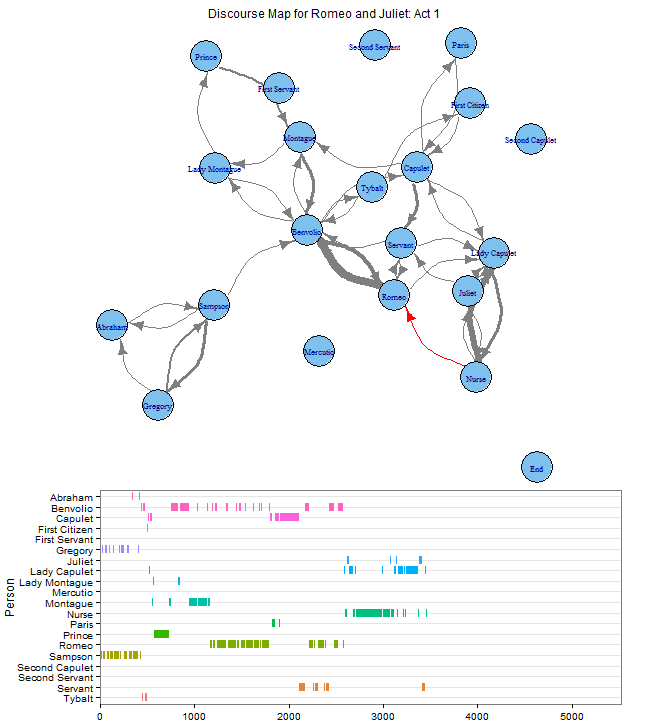 Discourse Map for Romeo and Juliet: Act 1
Prince
Second Servant
Paris
First Servant
First Citizen
Montague
Second Capulet
Lady Montague
Capulet
Tybalt
Benvolio
Servant
Lady Capulet
Romeo
Juliet
Sampson
Abraham
Mercutio
Nurse
Gregory
End
Person
Abraham
Benvolio
Capulet
First Citizen
First Servant
Gregory
Juliet
Lady Capulet
Lady Montague
Mercutio
Montague
Nurse
Paris
Prince
Romeo
Sampson
Second Capulet
Second Servant
Servant
Tybalt
0 1000 2000 3000 4000 5000